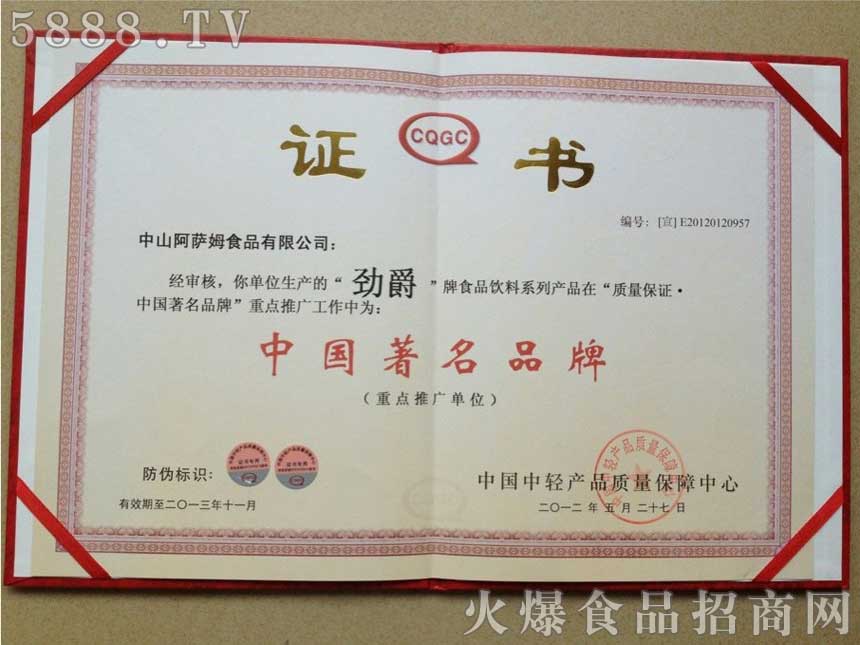 5888.TV
证 CQGC 书
编号：[宣] E20120120957
中山阿萨姆食品有限公司：
经审核，你单位生产的“ 劲爵 ”牌食品饮料系列产品在“质量保证·
中国著名品牌”重点推广工作中为：
中国著名品牌
（重点推广单位）
防伪标识：
有效期至二〇一三年十一月
中国中轻产品质量保障中心
二〇一二 年 五 月 二十七 日
火爆食品招商网